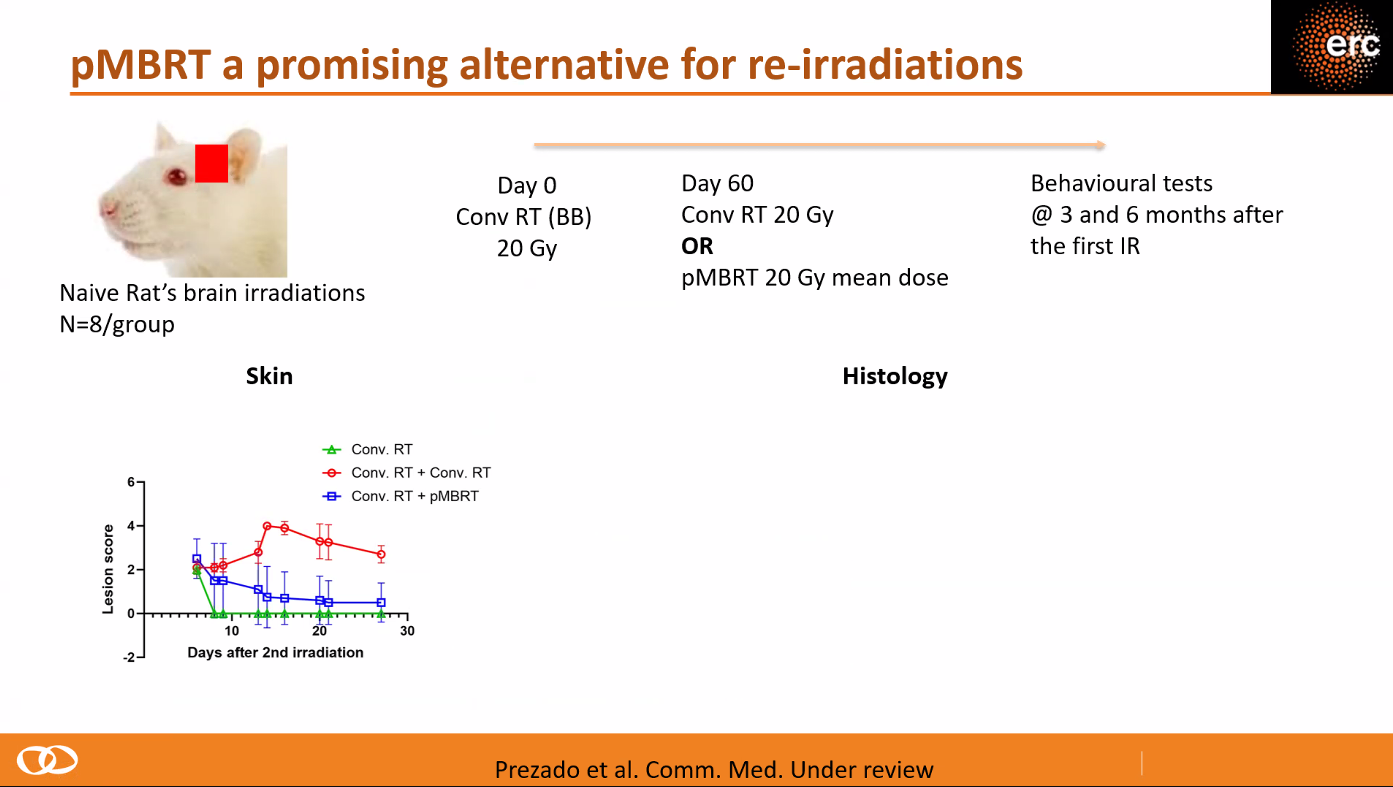 pMBRT a promising alternative for re-irradiations
erc
Day 0
Conv RT (BB)
20 Gy
Day 60
Conv RT 20 Gy
OR
pMBRT 20 Gy mean dose
Behavioural tests
@ 3 and 6 months after
the first IR
Naive Rat’s brain irradiations
N=8/group
Skin
Histology
Conv. RT
Conv. RT + Conv. RT
Conv. RT + pMBRT
Lesion score
6
4
2
0
-2
10
20
30
Days after 2nd irradiation
Prezado et al. Comm. Med. Under review